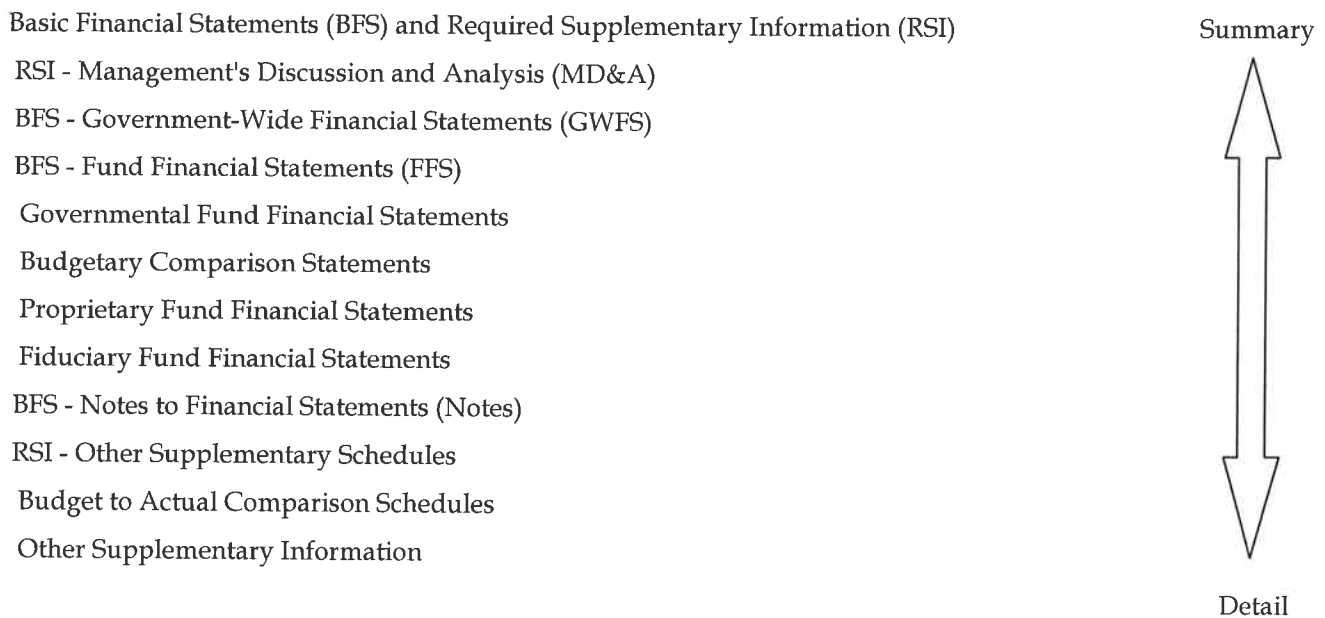 Basic Financial Statements (BFS) and Required Supplementary Information (RSI)
Summary
RSI - Management's Discussion and Analysis (MD&A)
BFS - Government-Wide Financial Statements (GWFS)
BFS - Fund Financial Statements (FFS)
Governmental Fund Financial Statements
Budgetary Comparison Statements
Proprietary Fund Financial Statements
Fiduciary Fund Financial Statements
BFS - Notes to Financial Statements (Notes)
RSI - Other Supplementary Schedules
Budget to Actual Comparison Schedules
Other Supplementary Information
Detail